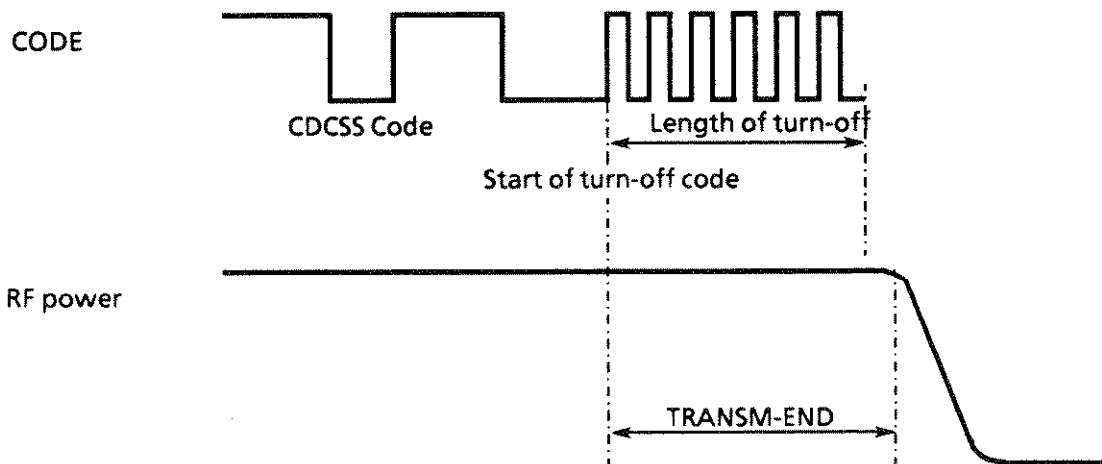 CODE
CDCSS Code
Length of turn-off
Start of turn-off code
RF power
TRANSM-END